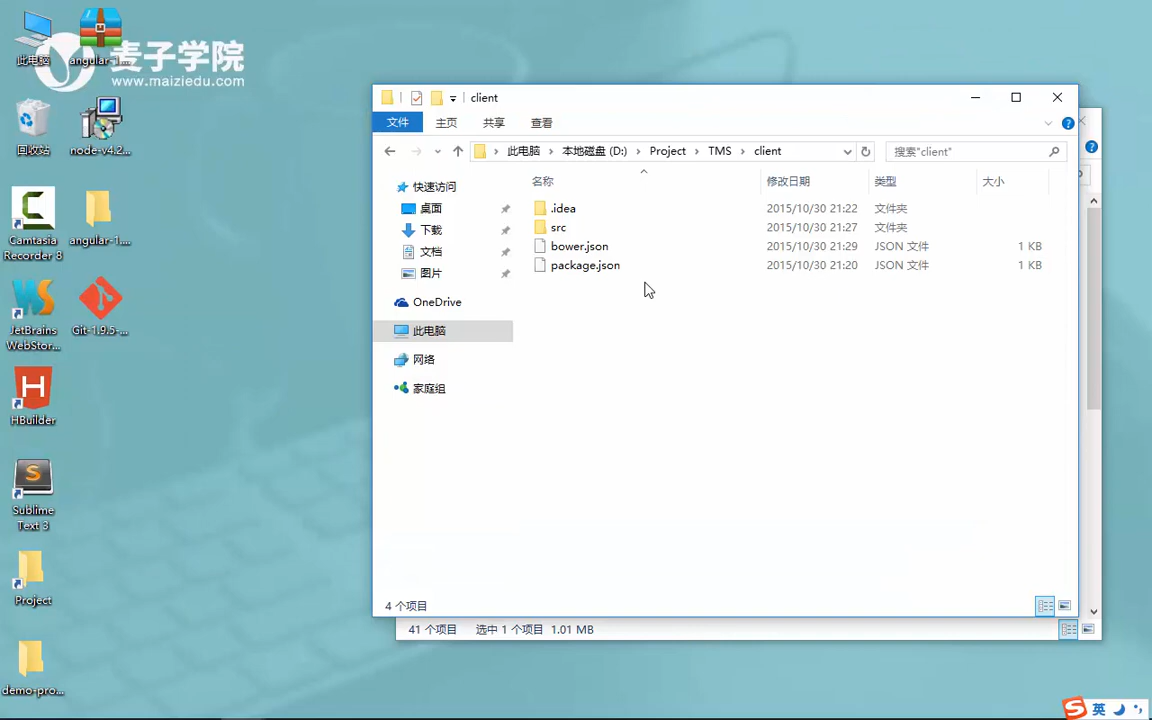 此电脑
angular-1....
麦子学院
www.maiziedu.com
回收站
node-v4.2...
Camtasia
Recorder 8
angular-1....
JetBrains
WebStor...
Git-1.9.5-...
HBuilder
Sublime
Text 3
Project
demo-pro...
client
文件
主页
共享
查看
此电脑
本地磁盘 (D:)
Project
TMS
client
搜索"client"
名称
修改日期
类型
大小
快速访问
桌面
下载
文档
图片
OneDrive
此电脑
网络
家庭组
.idea 2015/10/30 21:22 文件夹
src 2015/10/30 21:27 文件夹
bower.json 2015/10/30 21:29 JSON 文件 1 KB
package.json 2015/10/30 21:20 JSON 文件 1 KB
4 个项目
41 个项目 选中 1 个项目 1.01 MB
英